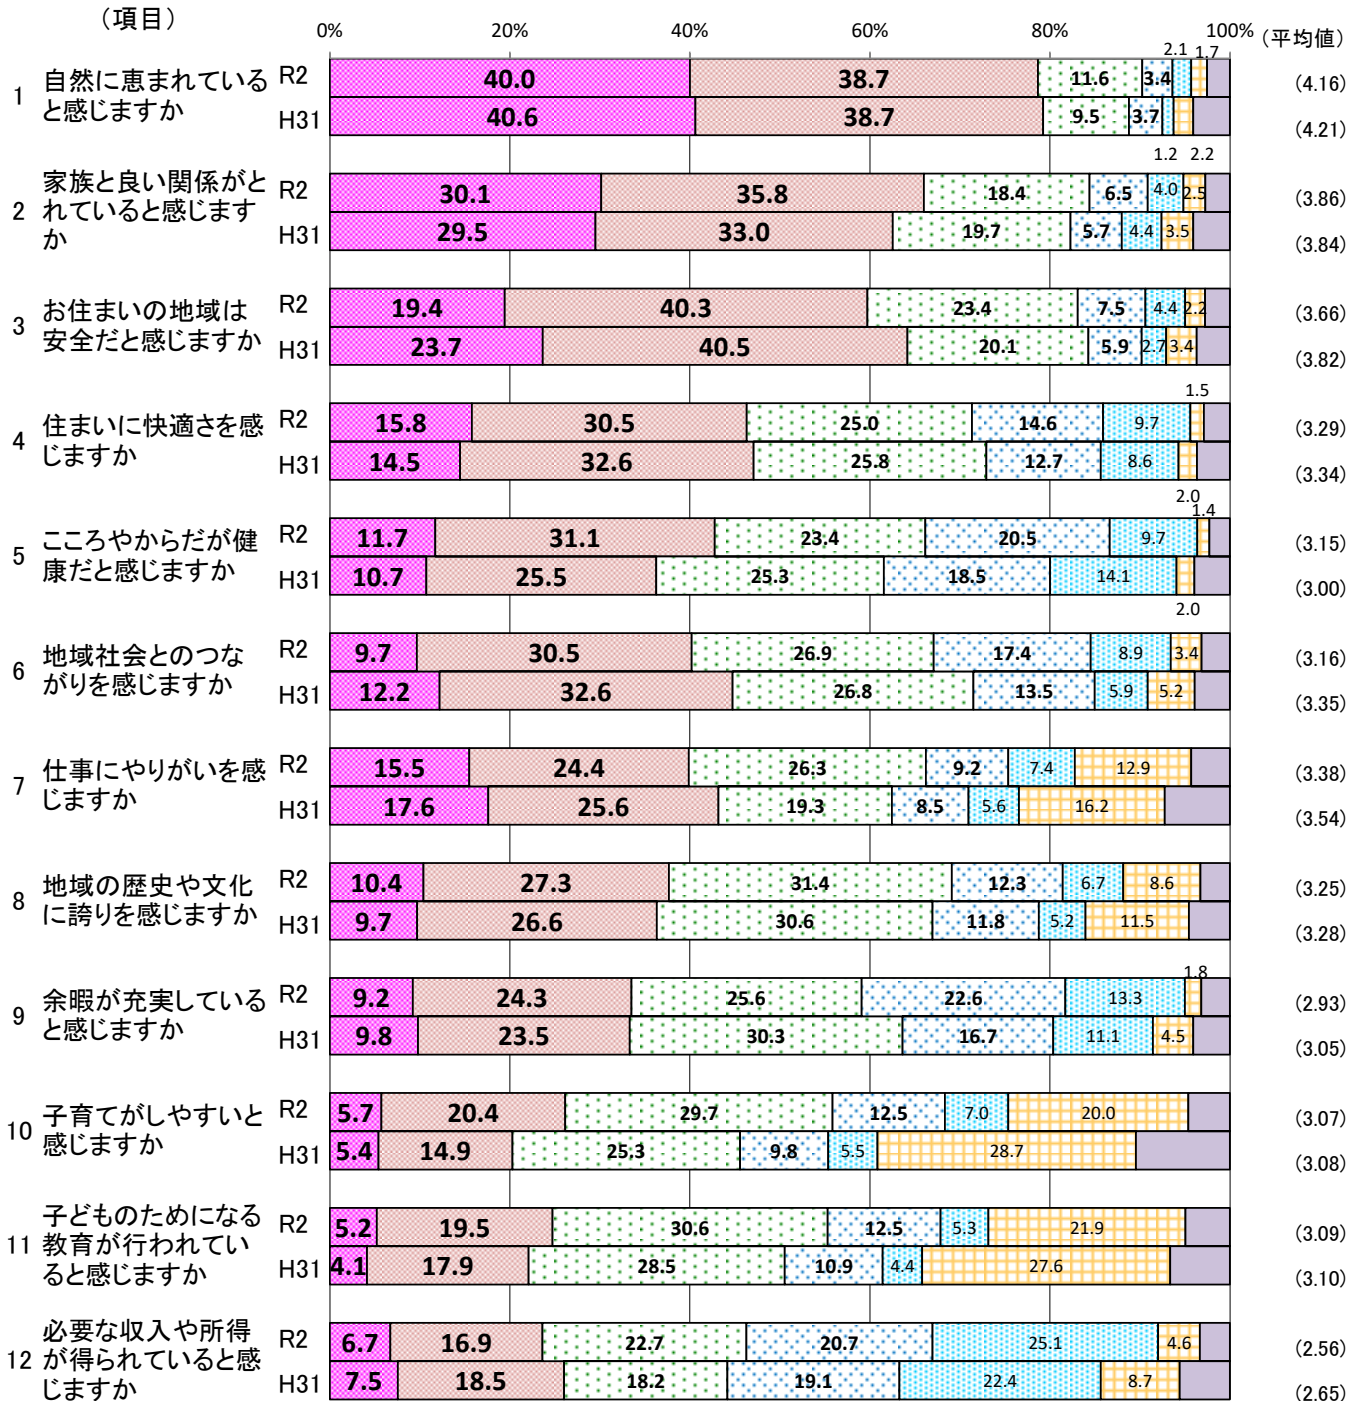 （項目）
0% 20% 40% 60% 80% 100% (平均値)
2.1 1.7
1 自然に恵まれている
と感じますか
R2 40.0 38.7 11.6 3.4 (4.16)
H31 40.6 38.7 9.5 3.7 (4.21)
1.2 2.2
2 家族と良い関係がと
れていると感じます
か
R2 30.1 35.8 18.4 6.5 4.0 2.5 (3.86)
H31 29.5 33.0 19.7 5.7 4.4 3.5 (3.84)
3 お住まいの地域は
安全だと感じますか
R2 19.4 40.3 23.4 7.5 4.4 2.2 (3.66)
H31 23.7 40.5 20.1 5.9 2.7 3.4 (3.82)
1.5
4 住まいに快適さを感
じますか
R2 15.8 30.5 25.0 14.6 9.7 (3.29)
H31 14.5 32.6 25.8 12.7 8.6 (3.34)
2.0
1.4
5 こころやからだが健
康だと感じますか
R2 11.7 31.1 23.4 20.5 9.7 (3.15)
H31 10.7 25.5 25.3 18.5 14.1 (3.00)
2.0
6 地域社会とのつな
がりを感じますか
R2 9.7 30.5 26.9 17.4 8.9 3.4 (3.16)
H31 12.2 32.6 26.8 13.5 5.9 5.2 (3.35)
7 仕事にやりがいを感
じますか
R2 15.5 24.4 26.3 9.2 7.4 12.9 (3.38)
H31 17.6 25.6 19.3 8.5 5.6 16.2 (3.54)
8 地域の歴史や文化
に誇りを感じますか
R2 10.4 27.3 31.4 12.3 6.7 8.6 (3.25)
H31 9.7 26.6 30.6 11.8 5.2 11.5 (3.28)
1.8
9 余暇が充実している
と感じますか
R2 9.2 24.3 25.6 22.6 13.3 (2.93)
H31 9.8 23.5 30.3 16.7 11.1 4.5 (3.05)
10 子育てがしやすいと
感じますか
R2 5.7 20.4 29.7 12.5 7.0 20.0 (3.07)
H31 5.4 14.9 25.3 9.8 5.5 28.7 (3.08)
11 子どものためになる
教育が行われてい
ると感じますか
R2 5.2 19.5 30.6 12.5 5.3 21.9 (3.09)
H31 4.1 17.9 28.5 10.9 4.4 27.6 (3.10)
12 必要な収入や所得
が得られていると感
じますか
R2 6.7 16.9 22.7 20.7 25.1 4.6 (2.56)
H31 7.5 18.5 18.2 19.1 22.4 8.7 (2.65)